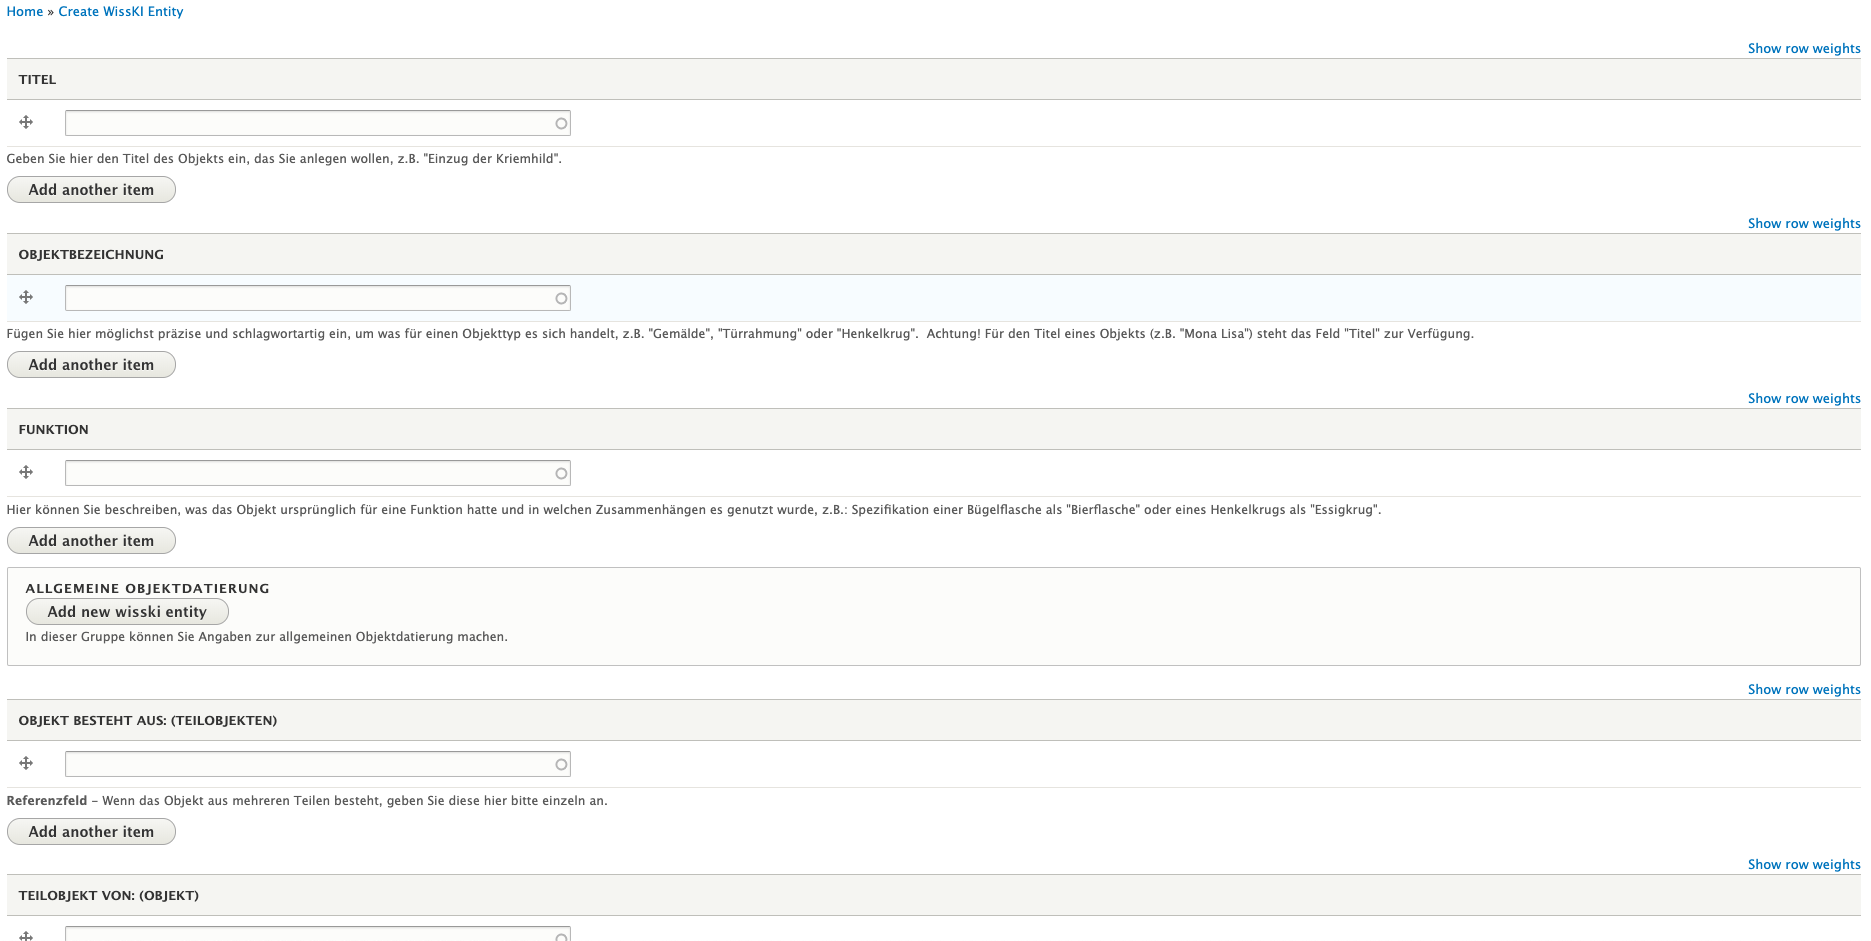 Home » Create WissKI Entity
Show row weights
TITEL
Geben Sie hier den Titel des Objekts ein, das Sie anlegen wollen, z.B. "Einzug der Kriemhild".
Add another item
Show row weights
OBJEKTBEZEICHNUNG
Fügen Sie hier möglichst präzise und schlagwortartig ein, um was für einen Objekttyp es sich handelt, z.B. "Gemälde", "Türrahmung" oder "Henkelkrug".  Achtung! Für den Titel eines Objekts (z.B. "Mona Lisa") steht das Feld "Titel" zur Verfügung.
Add another item
Show row weights
FUNKTION
Hier können Sie beschreiben, was das Objekt ursprünglich für eine Funktion hatte und in welchen Zusammenhängen es genutzt wurde, z.B.: Spezifikation einer Bügelflasche als "Bierflasche" oder eines Henkelkrugs als "Essigkrug".
Add another item
ALLGEMEINE OBJEKTDATIERUNG
Add new wisski entity
In dieser Gruppe können Sie Angaben zur allgemeinen Objektdatierung machen.
Show row weights
OBJEKT BESTEHT AUS: (TEILOBJEKTEN)
Referenzfeld – Wenn das Objekt aus mehreren Teilen besteht, geben Sie diese hier bitte einzeln an.
Add another item
Show row weights
TEILOBJEKT VON: (OBJEKT)